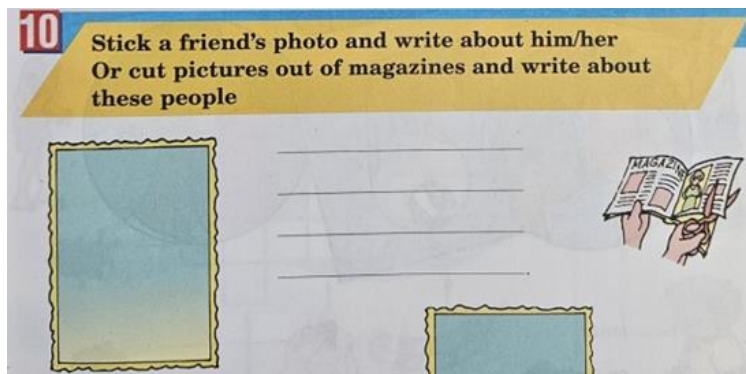 10
Stick a friend's photo and write about him/her
Or cut pictures out of magazines and write about
these people
MAGAZINE